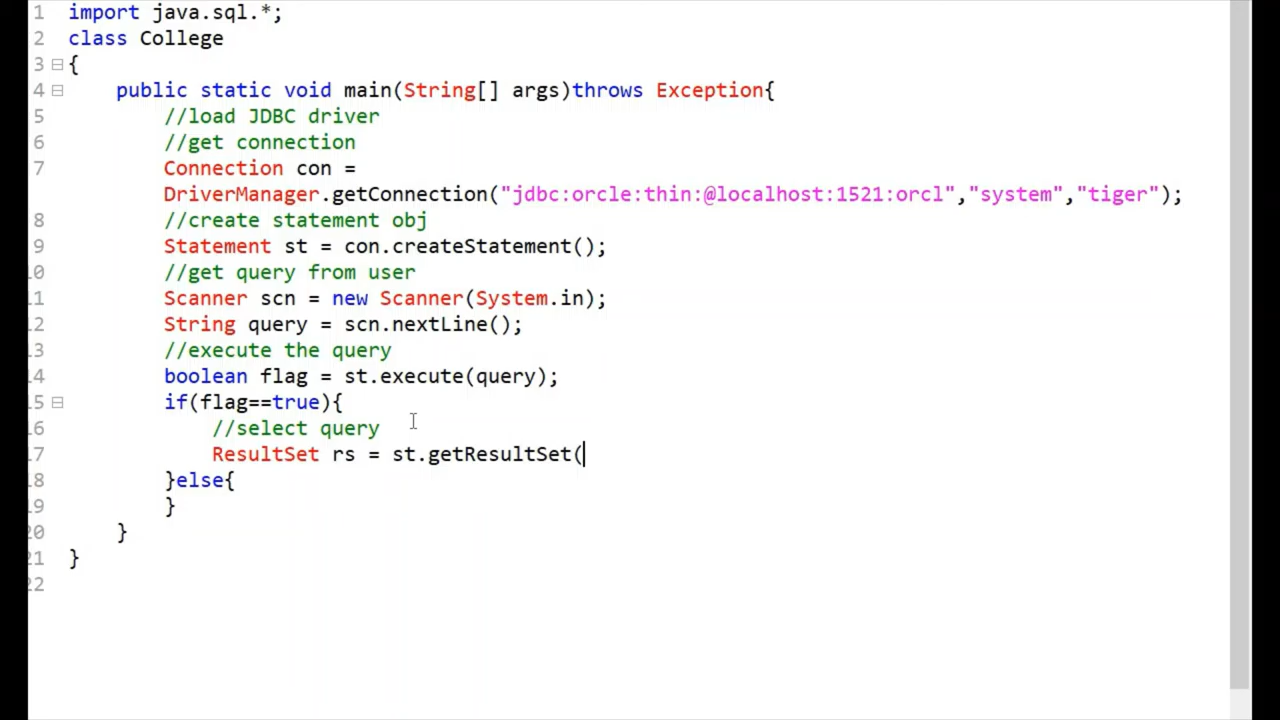 1 import java.sql.*;
2 class College
3 {
4 public static void main(String[] args)throws Exception{
5 //load JDBC driver
6 //get connection
7 Connection con =
DriverManager.getConnection("jdbc:orcle:thin:@localhost:1521:orcl","system","tiger");
8 //create statement obj
9 Statement st = con.createStatement();
10 //get query from user
11 Scanner scn = new Scanner(System.in);
12 String query = scn.nextLine();
13 //execute the query
14 boolean flag = st.execute(query);
15 if(flag==true){
16 //select query
17 ResultSet rs = st.getResultSet(
18 }else{
19 }
20 }
21 }
22